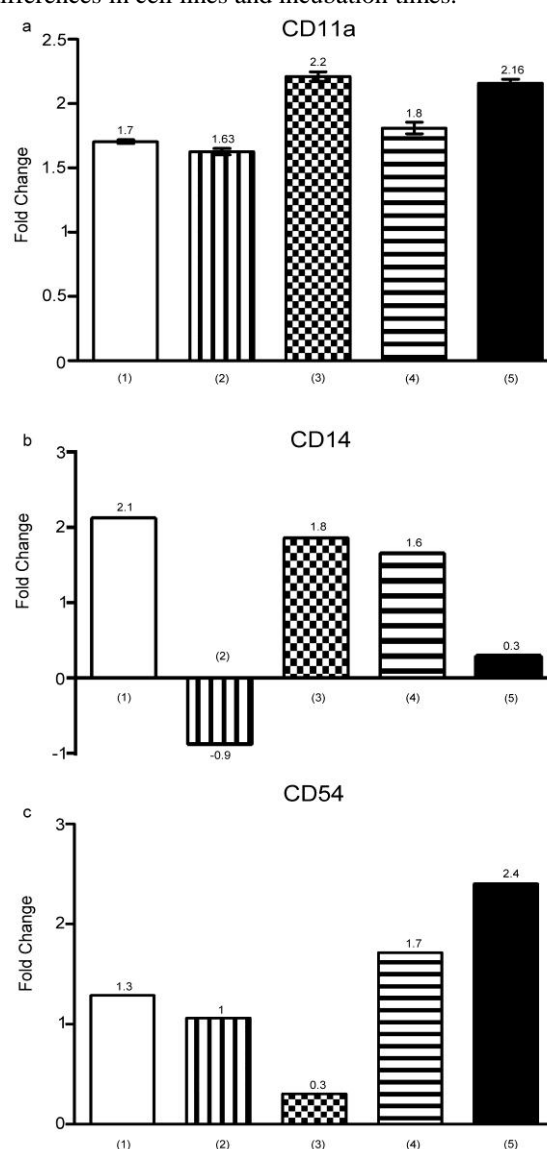 differences in cell lines and incubation times.
a
CD11a
2.5
2
1.5
1
0.5
0
Fold Change
1.7
1.63
2.2
1.8
2.16
(1) (2) (3) (4) (5)
b
CD14
3
2
1
0
-1
Fold Change
2.1
(2)
-0.9
1.8
1.6
0.3
(1) (3) (4) (5)
c
CD54
3
2
1
0
Fold Change
1.3
1
0.3
1.7
2.4
(1) (2) (3) (4) (5)